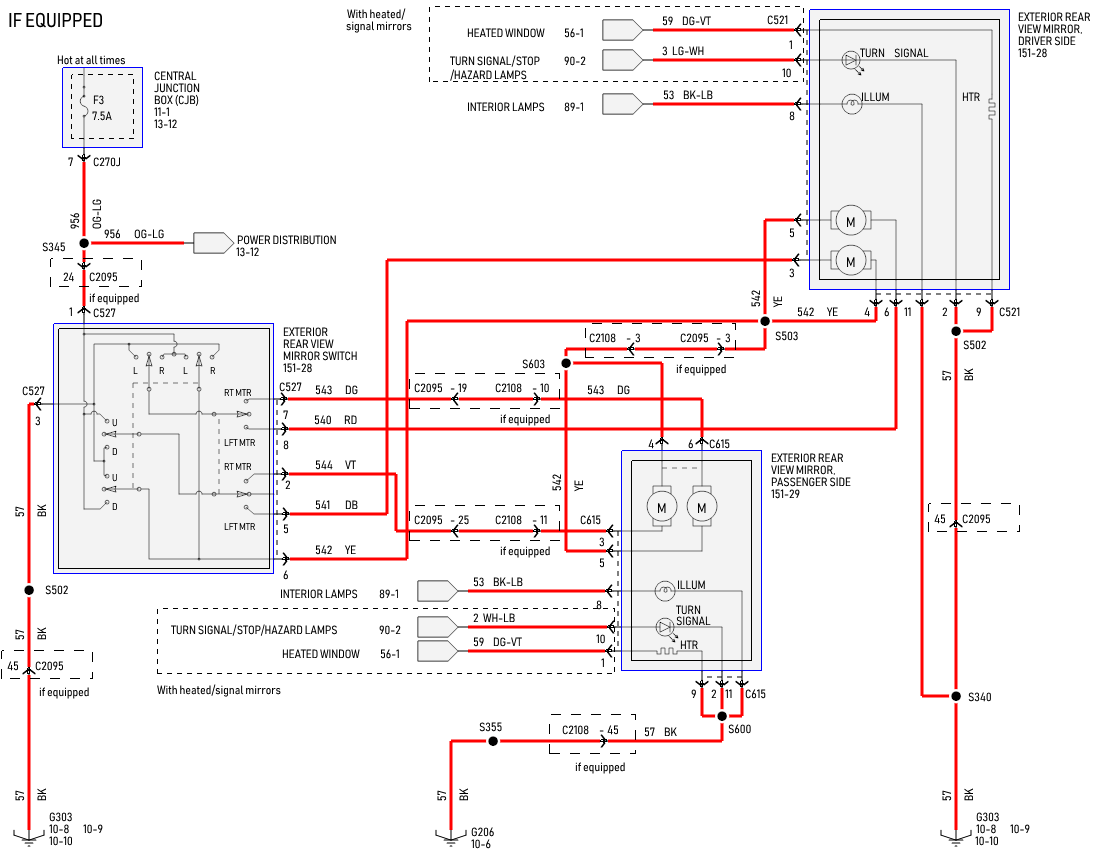 IF EQUIPPED
With heated/
signal mirrors
HEATED WINDOW 56-1
59 DG-VT C521
1
TURN SIGNAL/STOP
/HAZARD LAMPS
90-2
3 LG-WH
10
INTERIOR LAMPS 89-1
53 BK-LB
8
TURN SIGNAL
ILLUM
HTR
M
M
5
3
EXTERIOR REAR
VIEW MIRROR,
DRIVER SIDE
151-28
Hot at all times
F3
7.5A
CENTRAL
JUNCTION
BOX (CJB)
11-1
13-12
7 C270J
956
OG-LG
956 OG-LG
POWER DISTRIBUTION
13-12
S345
24 C2095
if equipped
1 C527
542
YE
542 YE
4 6 11 2 9 C521
S503
S502
C2108 - 3 C2095 - 3
if equipped
S603
57
BK
EXTERIOR
REAR VIEW
MIRROR SWITCH
151-28
L R L R
C527
3
U
D
U
D
RT MTR
LFT MTR
RT MTR
LFT MTR
C527
543 DG
7
540 RD
8
544 VT
2
541 DB
5
542 YE
6
C2095 - 19 C2108 - 10
543 DG
if equipped
C2095 - 25 C2108 - 11
if equipped
542
YE
4 6 C615
M M
C615
3
5
EXTERIOR REAR
VIEW MIRROR,
PASSENGER SIDE
151-29
45 C2095
57
BK
S502
57
BK
45 C2095
if equipped
57
BK
G303
10-8 10-9
10-10
INTERIOR LAMPS 89-1
53 BK-LB
8
ILLUM
TURN SIGNAL/STOP/HAZARD LAMPS 90-2
2 WH-LB
10
TURN
SIGNAL
HEATED WINDOW 56-1
59 DG-VT
1
HTR
With heated/signal mirrors
9 2 11 C615
S600
S355
C2108 - 45
57 BK
if equipped
57
BK
G206
10-6
S340
57
BK
G303
10-8 10-9
10-10